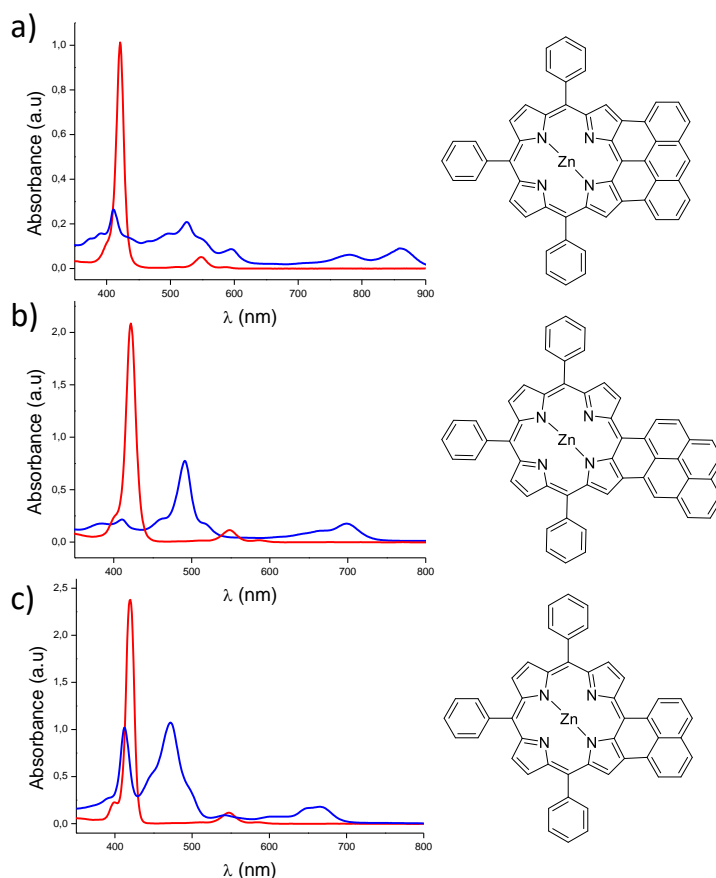 a)
Absorbance (a.u)
1,0
0,8
0,6
0,4
0,2
0,0
400 500 600 700 800 900
λ (nm)
N N
Zn
N N
b)
Absorbance (a.u)
2,0
1,5
1,0
0,5
0,0
400 500 600 700 800
λ (nm)
N N
Zn
N N
c)
Absorbance (a.u)
2,5
2,0
1,5
1,0
0,5
0,0
400 500 600 700 800
λ (nm)
N N
Zn
N N